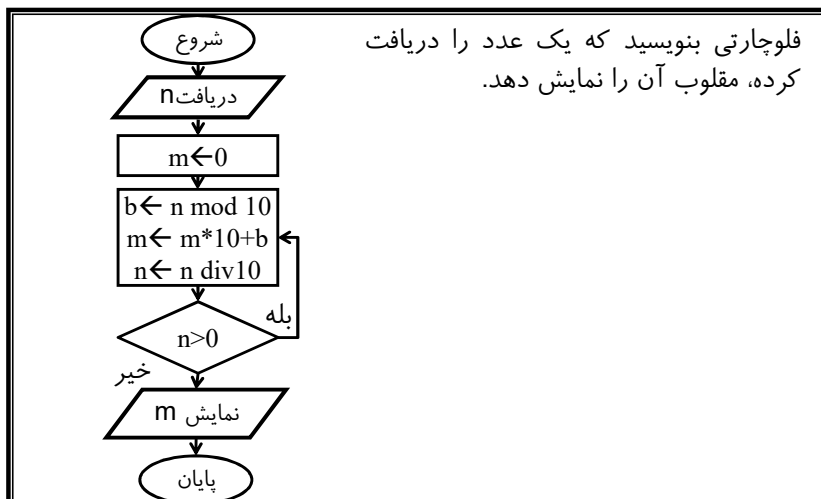 فلوچارتی بنویسید که یک عدد را دریافت
کرده، مقلوب آن را نمایش دهد.
شروع
دریافتn
m←0
b← n mod 10
m← m*10+b
n← n div10
n>0
بله
خیر
نمایش m
پایان